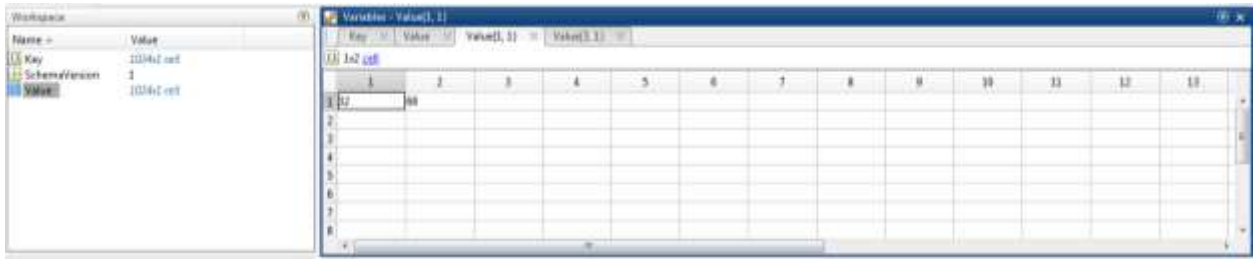 Workspace
Name Value
Key 1024x2 cell
SchemaVersion 1
Value 1024x2 cell
Variables - Value{1, 1}
Key Value Value{1, 1} Value{3, 1}
1x2 cell
1 2 3 4 5 6 7 8 9 10 11 12 13
1 32 
2
3
4
5
6
7
8